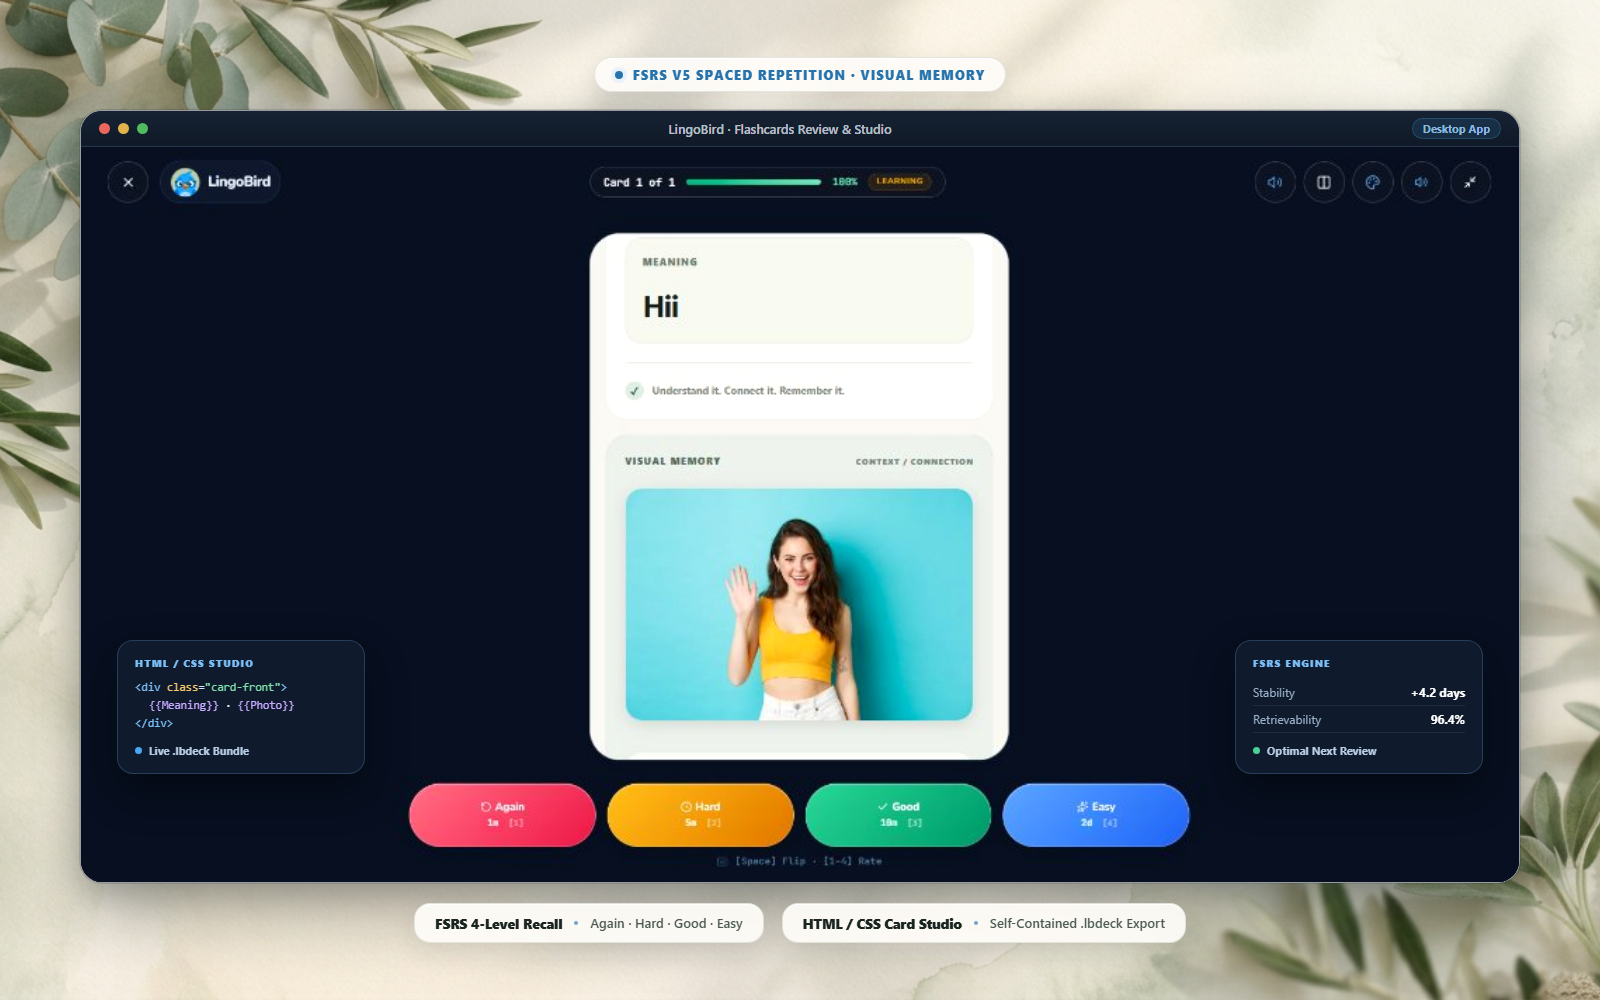 FSRS V5 SPACED REPETITION · VISUAL MEMORY
LingoBird · Flashcards Review & Studio
Desktop App
LingoBird
Card 1 of 1
100%
LEARNING
MEANING
Hii
Understand it. Connect it. Remember it.
VISUAL MEMORY
CONTEXT / CONNECTION
HTML / CSS STUDIO
<div class="card-front">
{{Meaning}} · {{Photo}}
</div>
Live .lbdeck Bundle
FSRS ENGINE
Stability +4.2 days
Retrievability 96.4%
Optimal Next Review
Again
1m [1]
Hard
5m [2]
Good
10m [3]
Easy
2d [4]
[Space] Flip · [1-4] Rate
FSRS 4-Level Recall • Again · Hard · Good · Easy
HTML / CSS Card Studio • Self-Contained .lbdeck Export